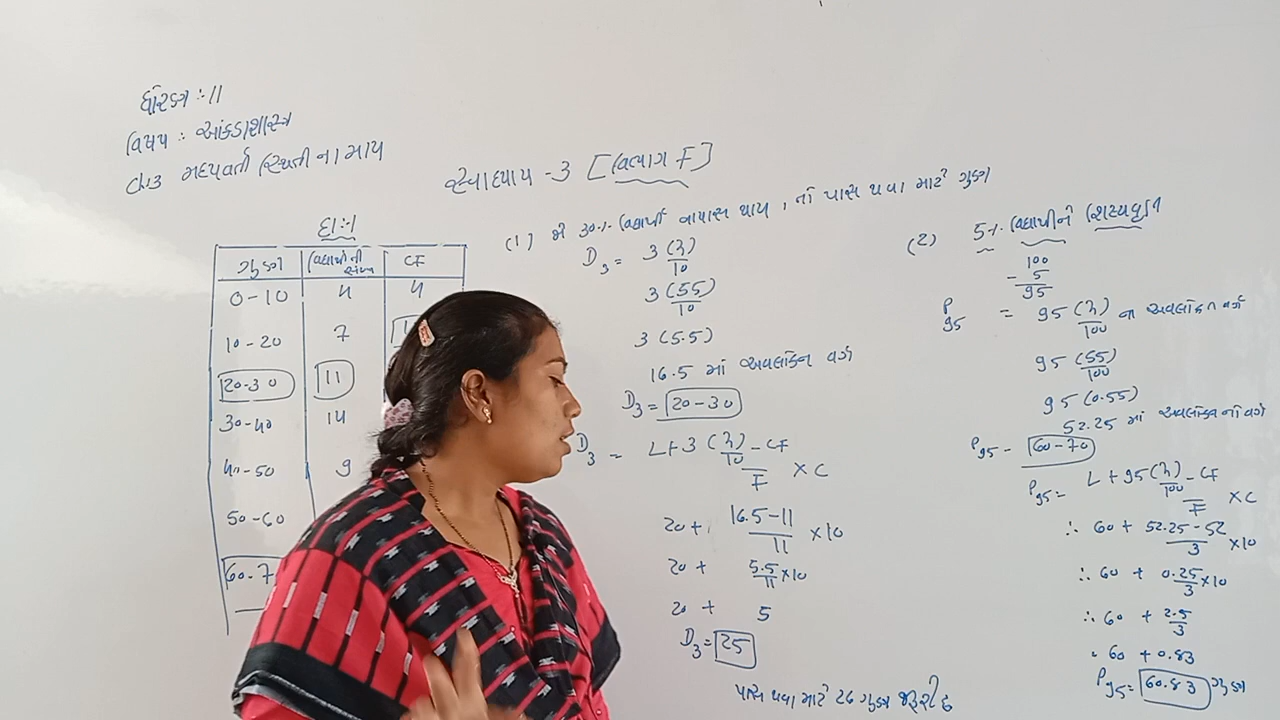 ધોરણ :- 11
વિષય : આંકડાશાસ્ત્ર
પ્રક. 3 મધ્યવર્તી સ્થિતીના માપ
સ્વાધ્યાય - 3 [વિભાગ F]
દા:-1
ગુણ વિદ્યાર્થીની સંખ્યા CF
0-10 4 4
10-20 7
20-30 11
30-40 14
40-50 9
50-60
60-7
(1) જો 30% વિદ્યાર્થી નાપાસ થાય, તો પાસ થવા માટે ગુણ
D3 = 3 (n)/10
3 (55)/10
3 (5.5)
16.5 માં અવલોકન વર્ગ
D3 = 20-30
D3 = L + 3 (n)/10 - CF / F × C
20 + 16.5-11/11 ×10
20 + 5.5/11 ×10
20 + 5
D3 = 25
પાસ થવા માટે 26 ગુણ જરૂરી છે
(2) 5% વિદ્યાર્થીને શિષ્યવૃત્તિ
100
- 5
95
P95 = 95 (n)/100 ના અવલોકન વર્ગ
95 (55)/100
95 (0.55)
52.25 માં અવલોકન નો વર્ગ
P95 - 60-70
P95 = L + 95 (n)/100 - CF / F × C
∴ 60 + 52.25-52/3 ×10
∴ 60 + 0.25/3 ×10
∴ 60 + 2.5/3
∴ 60 + 0.83
P95 = 60.83 ગુણ